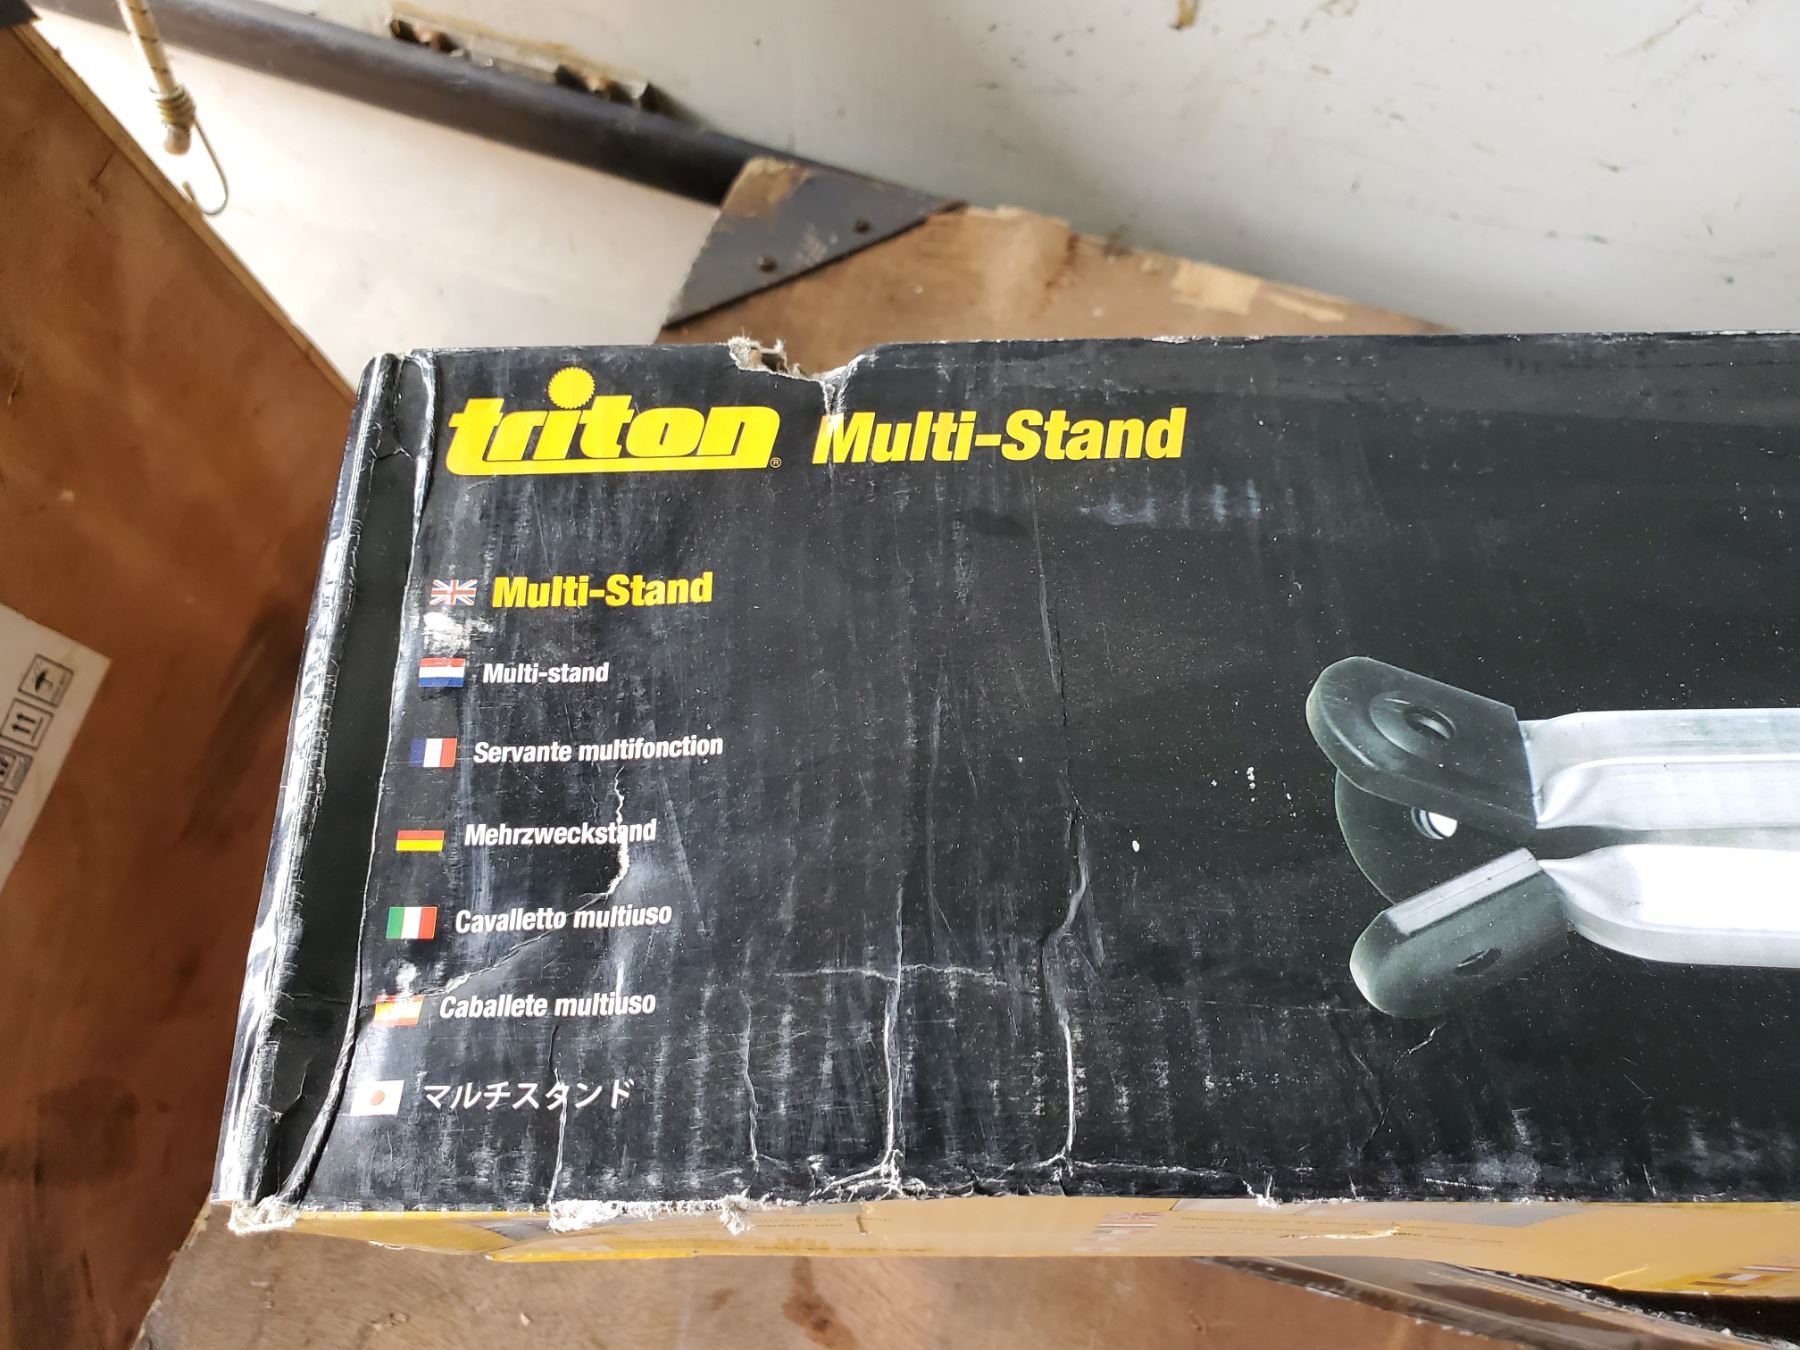 triton® Multi-Stand
Multi-Stand
Multi-stand
Servante multifonction
Mehrzweckstand
Cavalletto multiuso
Caballete multiuso
マルチスタンド